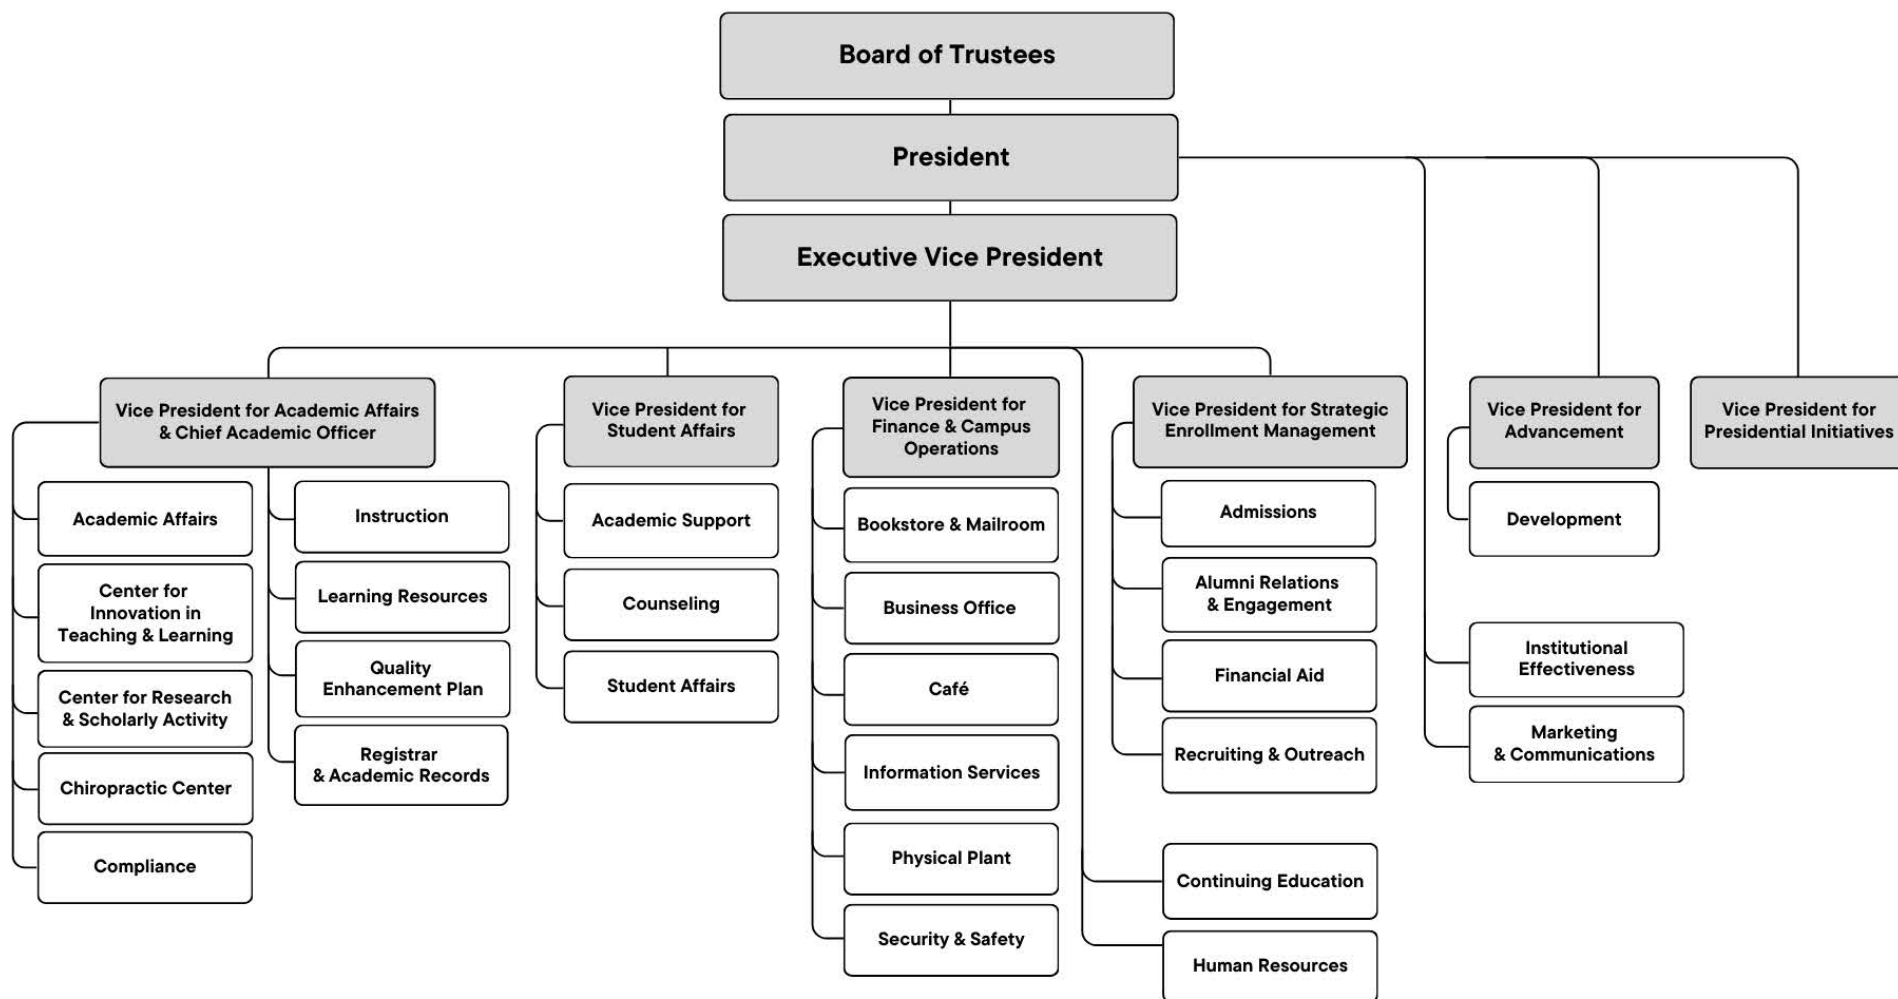 Board of Trustees
President
Executive Vice President
Vice President for Academic Affairs
& Chief Academic Officer
Academic Affairs
Center for
Innovation in
Teaching & Learning
Center for Research
& Scholarly Activity
Chiropractic Center
Compliance
Instruction
Learning Resources
Quality
Enhancement Plan
Registrar
& Academic Records
Vice President for
Student Affairs
Academic Support
Counseling
Student Affairs
Vice President for
Finance & Campus
Operations
Bookstore & Mailroom
Business Office
Café
Information Services
Physical Plant
Security & Safety
Vice President for Strategic
Enrollment Management
Admissions
Alumni Relations
& Engagement
Financial Aid
Recruiting & Outreach
Continuing Education
Human Resources
Vice President for
Advancement
Development
Institutional
Effectiveness
Marketing
& Communications
Vice President for
Presidential Initiatives